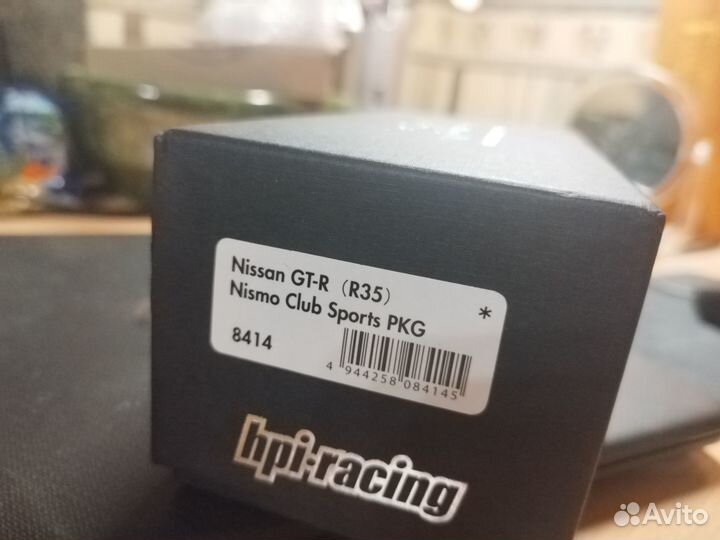 Nissan GT-R (R35)
Nismo Club Sports PKG *
8414
4 944258 084145
hpi·racing
Avito